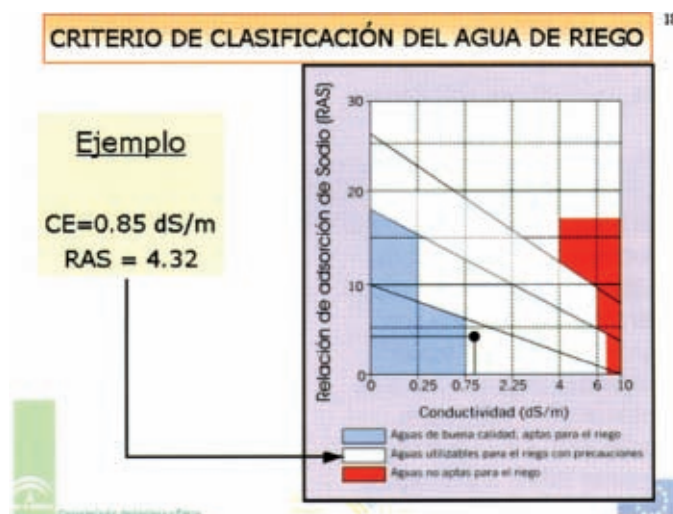 18
CRITERIO DE CLASIFICACIÓN DEL AGUA DE RIEGO
Ejemplo
CE=0.85 dS/m
RAS = 4.32
Relación de adsorción de Sodio (RAS)
30
20
10
0
0 0.25 0.75 2.25 4 6 10
Conductividad (dS/m)
Aguas de buena calidad, aptas para el riego
Aguas utilizables para el riego con precauciones
Aguas no aptas para el riego